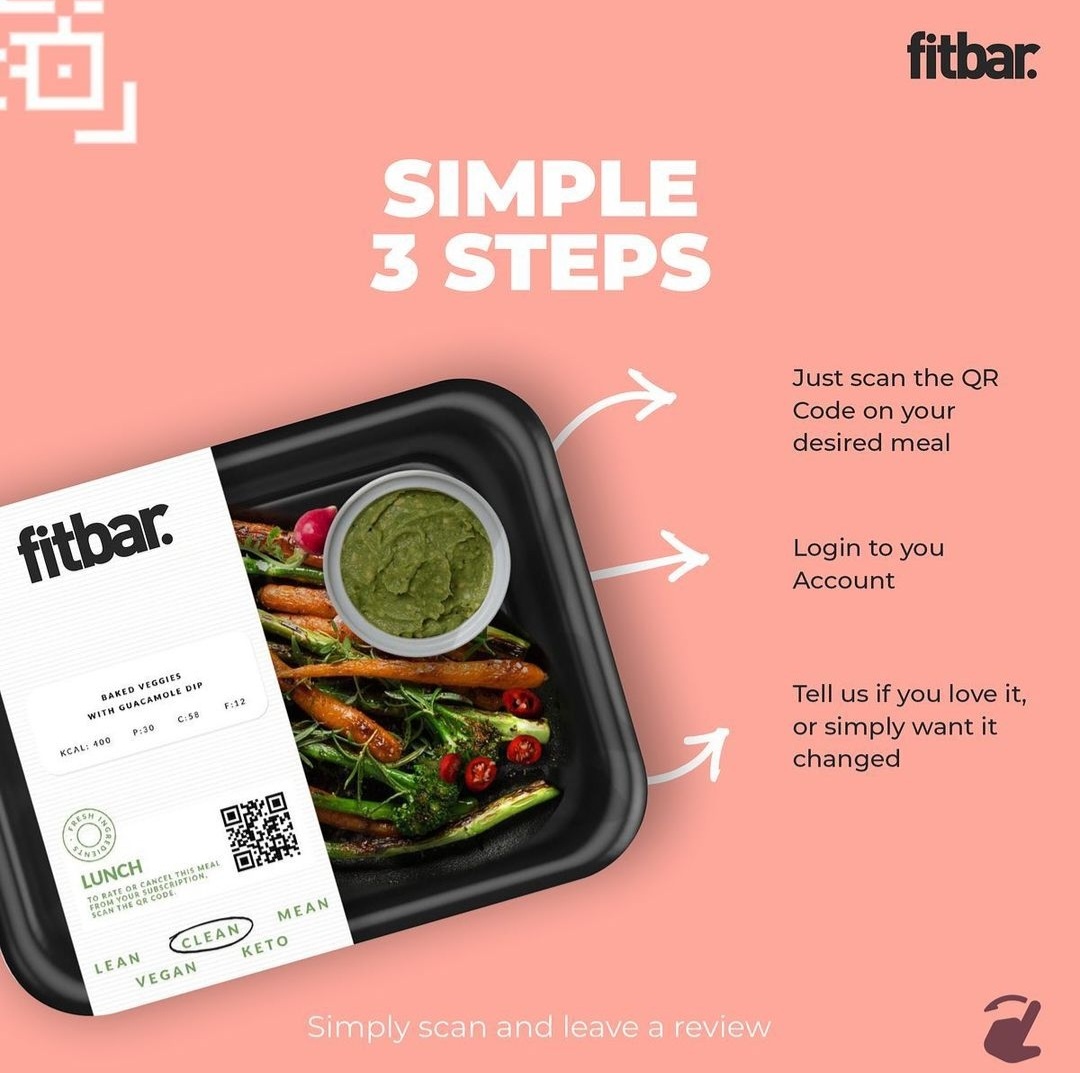 fitbar.
SIMPLE
3 STEPS
Just scan the QR
Code on your
desired meal
Login to you
Account
Tell us if you love it,
or simply want it
changed
fitbar.
BAKED VEGGIES
WITH GUACAMOLE DIP
KCAL: 400 P:30 C:58 F:12
FRESH INGREDIENTS
LUNCH
TO RATE OR CANCEL THIS MEAL
FROM YOUR SUBSCRIPTION,
SCAN THE QR CODE.
LEAN CLEAN MEAN
VEGAN KETO
Simply scan and leave a review